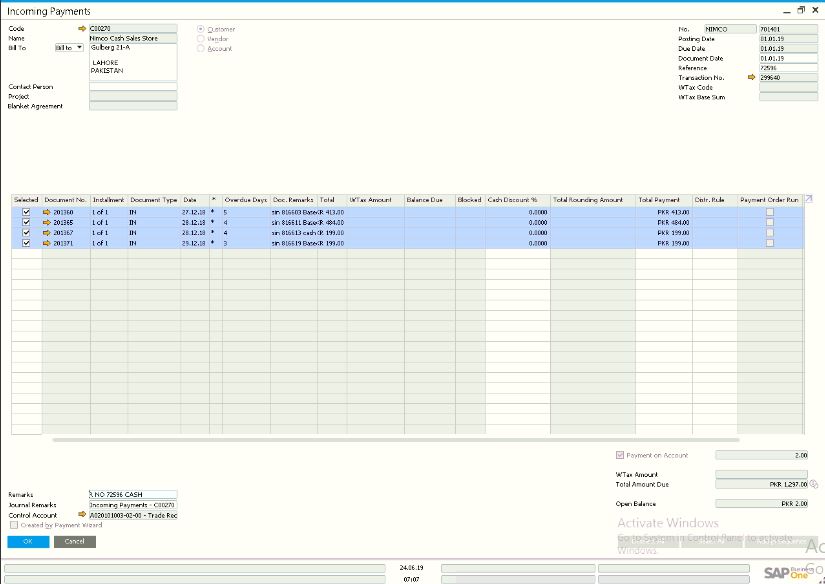 Incoming Payments
Code C00270
Name Nimco Cash Sales Store
Bill To Bill to Gulberg 21-A
LAHORE
PAKISTAN
Contact Person
Project
Blanket Agreement
Customer
Vendor
Account
No. NIMCO 701401
Posting Date 01.01.19
Due Date 01.01.19
Document Date 01.01.19
Reference 72596
Transaction No. 299640
WTax Code
WTax Base Sum
Selected Document No. Installment Document Type Date * Overdue Days Doc. Remarks Total WTax Amount Balance Due Blocked Cash Discount % Total Rounding Amount Total Payment Distr. Rule Payment Order Run
201360 1 of 1 IN 27.12.18 * 5 sin 816603 Base KR 413.00 0.0000 PKR 413.00
201365 1 of 1 IN 28.12.18 * 4 sin 816611 Base KR 484.00 0.0000 PKR 484.00
201367 1 of 1 IN 28.12.18 * 4 sin 816613 cash KR 199.00 0.0000 PKR 199.00
201371 1 of 1 IN 29.12.18 * 3 sin 816619 Base KR 199.00 0.0000 PKR 199.00
Payment on Account 2.00
WTax Amount
Total Amount Due PKR 1,297.00
Open Balance PKR 2.00
Remarks R NO 72596 CASH
Journal Remarks Incoming Payments - C00270
Control Account A020101003-02-00 - Trade Rec
Created by Payment Wizard
OK Cancel
Activate Windows
Go to System in Control Panel to activate
Windows.
Ac
Go
24.06.19
07:07
SAP Business One